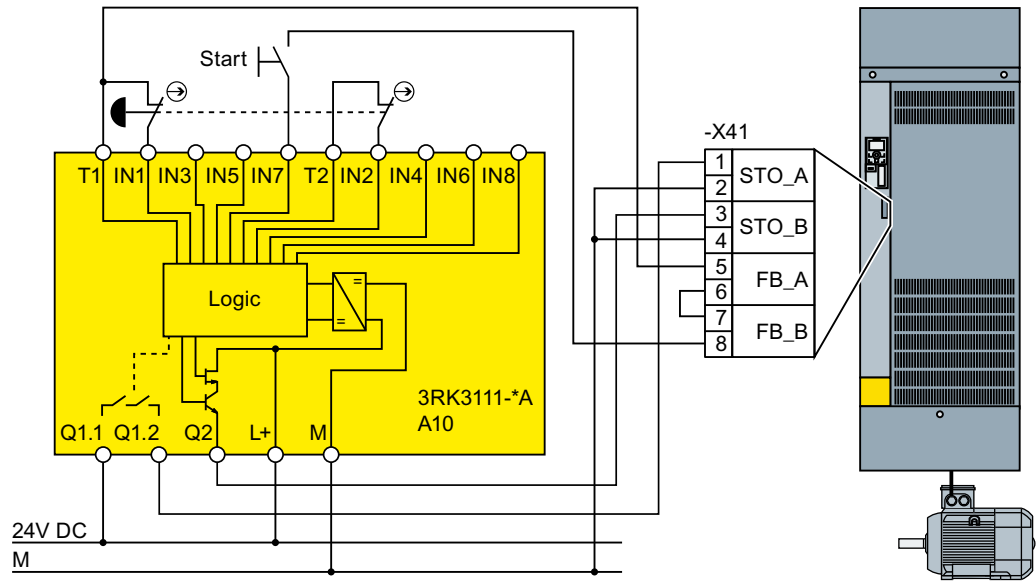 Start
-X41
T1 IN1 IN3 IN5 IN7 T2 IN2 IN4 IN6 IN8
1
STO_A
2
3
STO_B
4
5
FB_A
6
7
FB_B
8
Logic
=
=
3RK3111-*A
A10
Q1.1 Q1.2 Q2 L+ M
24V DC
M